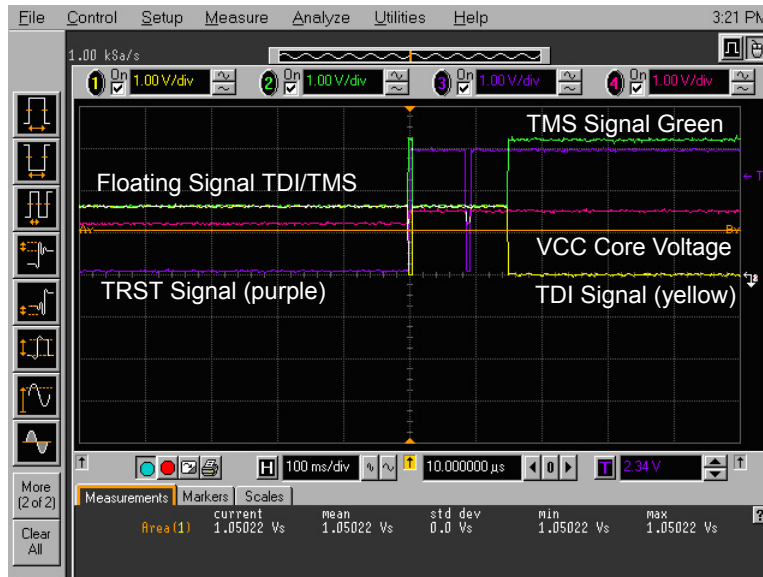 File Control Setup Measure Analyze Utilities Help 3:21 PM
1.00 kSa/s
1 On 1.00 V/div 2 On 1.00 V/div 3 On 1.00 V/div 4 On 1.00 V/div
TMS Signal Green
Floating Signal TDI/TMS
T
Ax By
VCC Core Voltage
TRST Signal (purple) TDI Signal (yellow)
H 100 ms/div 10.000000 µs 0 T 2.34 V
More
(2 of 2)
Clear
All
Measurements Markers Scales
current mean std dev min max
Area(1) 1.05022 Vs 1.05022 Vs 0.0 Vs 1.05022 Vs 1.05022 Vs
?